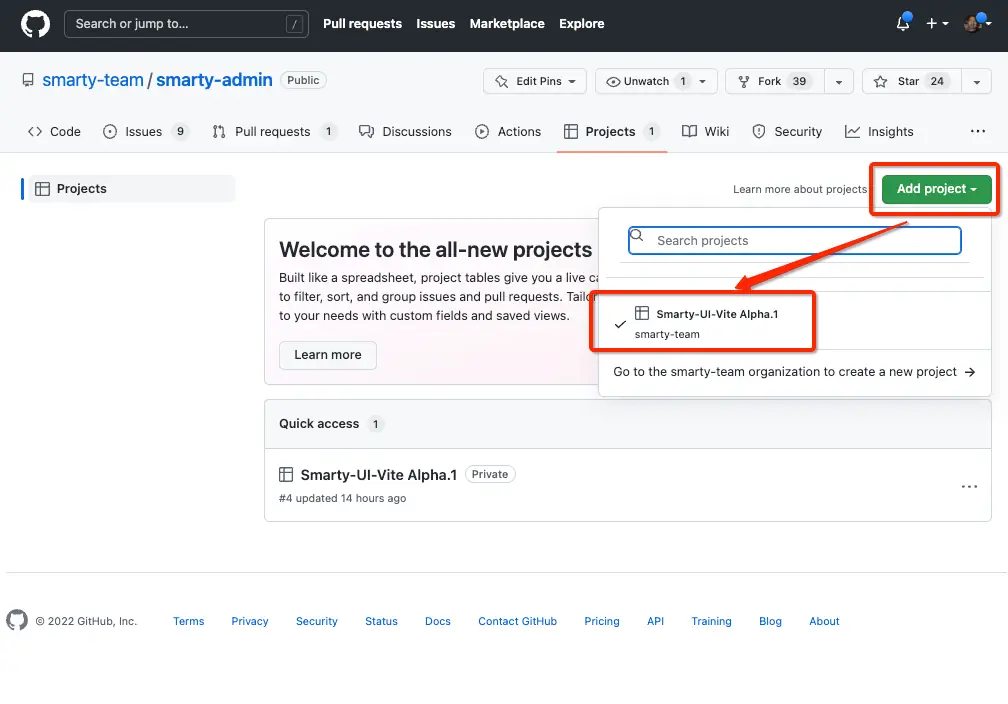 Search or jump to... /
Pull requests Issues Marketplace Explore
smarty-team / smarty-admin Public
Edit Pins Unwatch 1 Fork 39 Star 24
Code Issues 9 Pull requests 1 Discussions Actions Projects 1 Wiki Security Insights ...
Projects
Learn more about projects
Add project
Search projects
Welcome to the all-new projects
Built like a spreadsheet, project tables give you a live ca
to filter, sort, and group issues and pull requests. Tailor
to your needs with custom fields and saved views.
Learn more
Smarty-UI-Vite Alpha.1
smarty-team
Go to the smarty-team organization to create a new project →
Quick access 1
Smarty-UI-Vite Alpha.1 Private
#4 updated 14 hours ago
...
© 2022 GitHub, Inc. Terms Privacy Security Status Docs Contact GitHub Pricing API Training Blog About